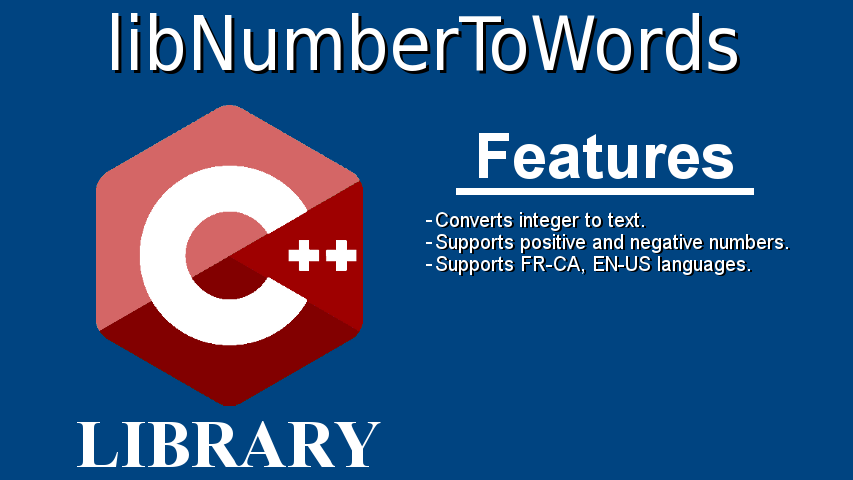 libNumberToWords
Features
-Converts integer to text.
-Supports positive and negative numbers.
-Supports FR-CA, EN-US languages.
C++
LIBRARY